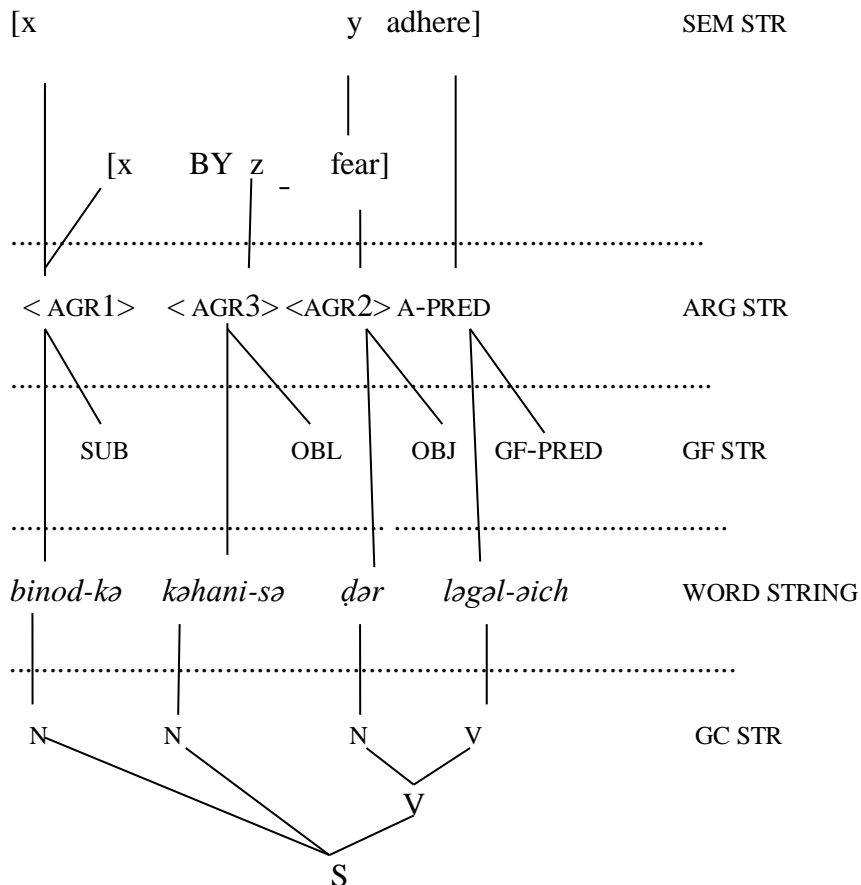 [x y adhere] SEM STR
[x BY z _ fear]
< AGR1> < AGR3> <AGR2> A-PRED ARG STR
SUB OBL OBJ GF-PRED GF STR
binod-kə kəhani-sə ḍər ləgəl-əich WORD STRING
N N N V GC STR
V
S